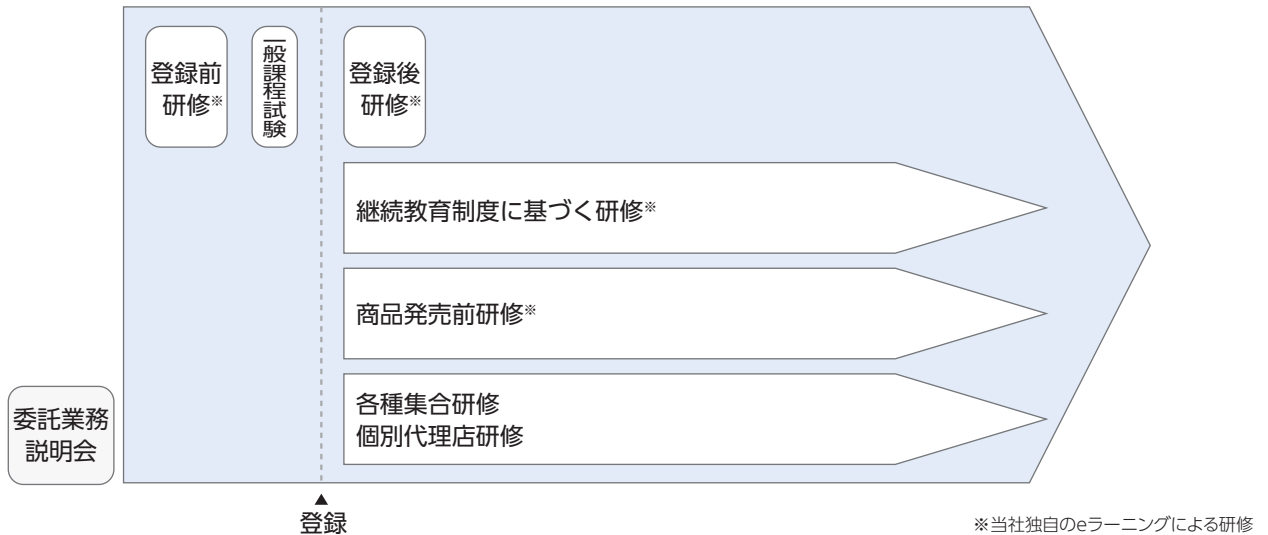 登録前
研修※
一般課程試験
登録後
研修※
継続教育制度に基づく研修※
商品発売前研修※
各種集合研修
個別代理店研修
委託業務
説明会
▲
登録
※当社独自のeラーニングによる研修